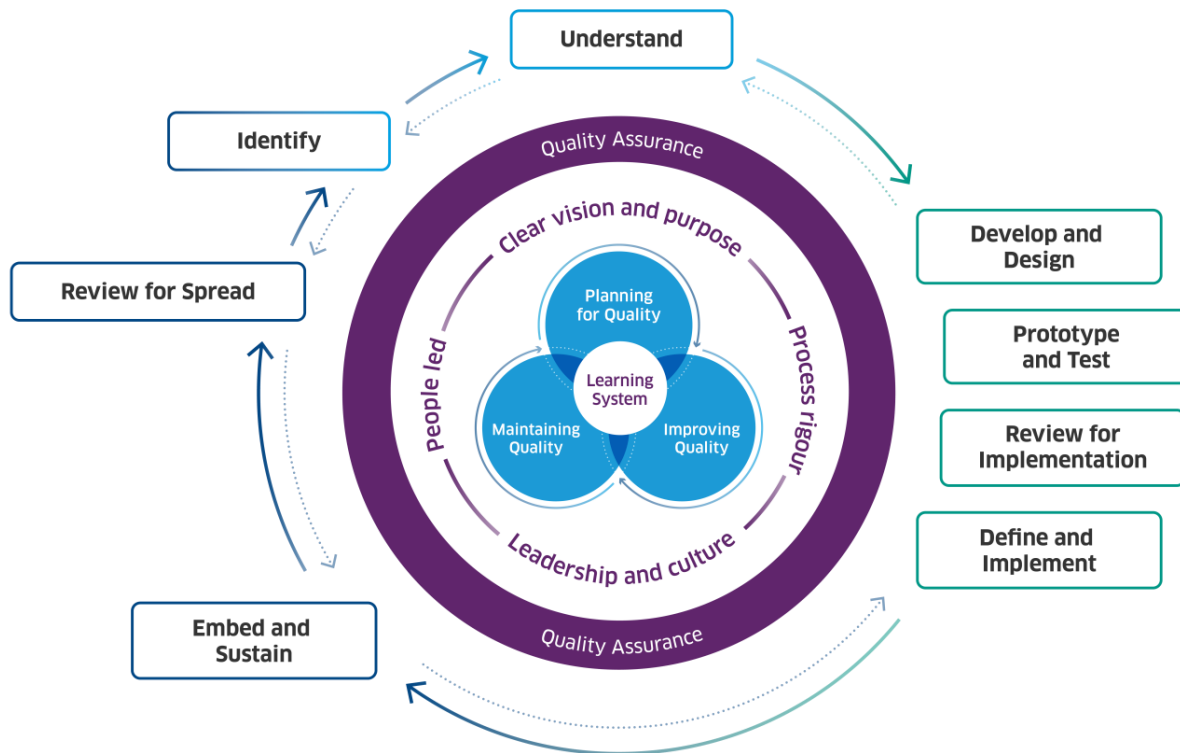 Understand
Identify
Quality Assurance
Clear vision and purpose
Develop and
Design
Review for Spread
Planning
for Quality
Prototype
and Test
People led
Learning
System
Process rigour
Maintaining
Quality
Improving
Quality
Review for
Implementation
Leadership and culture
Define and
Implement
Embed and
Sustain
Quality Assurance